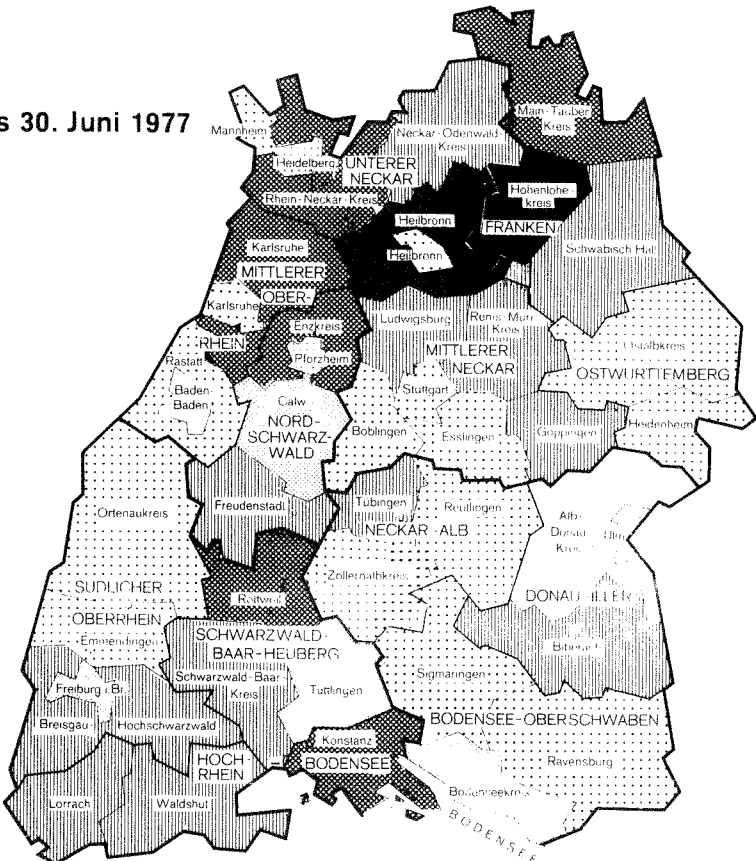 s 30. Juni 1977
Mannheim
Main-Tauber-
Kreis
Neckar-Odenwald-
Kreis
Heidelberg
UNTERER
NECKAR
Rhein-Neckar-Kreis
Hohenlohe-
kreis
Heilbronn
FRANKEN
Heilbronn
Schwäbisch Hall
Karlsruhe
MITTLERER
OBER-
Karlsruhe
RHEIN
Enzkreis
Pforzheim
Ludwigsburg
Rems-Murr-
Kreis
MITTLERER
NECKAR
Ostalbkreis
OSTWURTTEMBERG
Rastatt
Baden-
Baden
Calw
NORD-
SCHWARZ-
WALD
Stuttgart
Böblingen
Esslingen
Göppingen
Heidenheim
Ortenaukreis
Freudenstadt
Tübingen
Reutlingen
NECKAR-ALB
Alb-
Donau
Kreis
Ulm
Zollernalbkreis
SUDLICHER
OBERRHEIN
Emmendingen
Rottweil
DONAU-ILLER
Biberach
SCHWARZWALD-
BAAR-HEUBERG
Schwarzwald-Baar-
Kreis
Tuttlingen
Sigmaringen
Freiburg i.Br.
Breisgau-
Hochschwarzwald
BODENSEE-OBERSCHWABEN
Konstanz
BODENSEE
Ravensburg
HOCH-
RHEIN
Bodenseekreis
Lorrach
Waldshut
BODENSEE